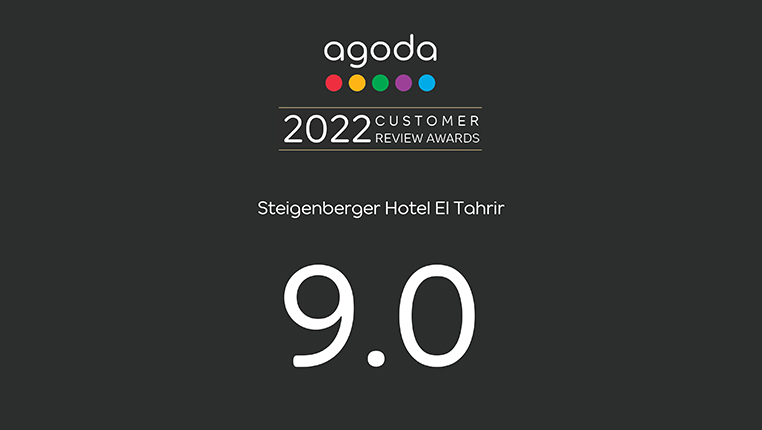 agoda
2022 CUSTOMER
REVIEW AWARDS
Steigenberger Hotel El Tahrir
9.0